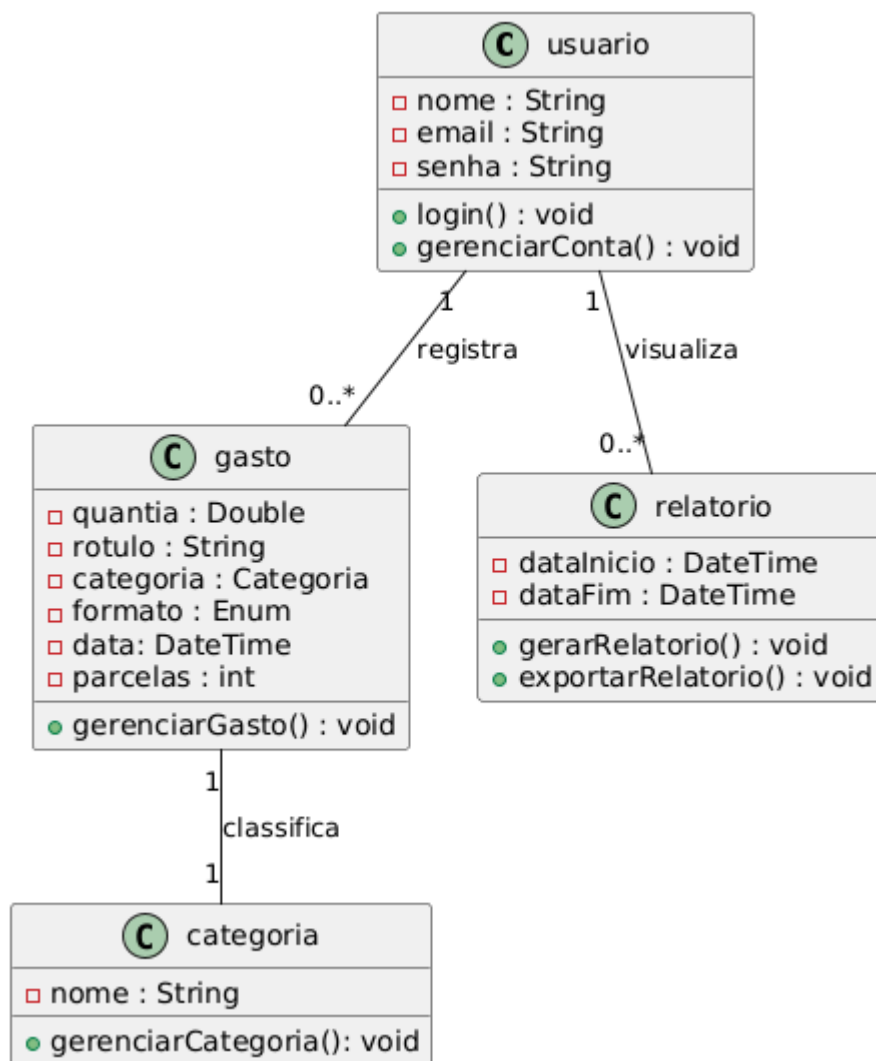 C usuario
nome : String
email : String
senha : String
login() : void
gerenciarConta() : void
1
1
registra
visualiza
0..*
0..*
C gasto
quantia : Double
rotulo : String
categoria : Categoria
formato : Enum
data: DateTime
parcelas : int
gerenciarGasto() : void
C relatorio
dataInicio : DateTime
dataFim : DateTime
gerarRelatorio() : void
exportarRelatorio() : void
1
classifica
1
C categoria
nome : String
gerenciarCategoria(): void